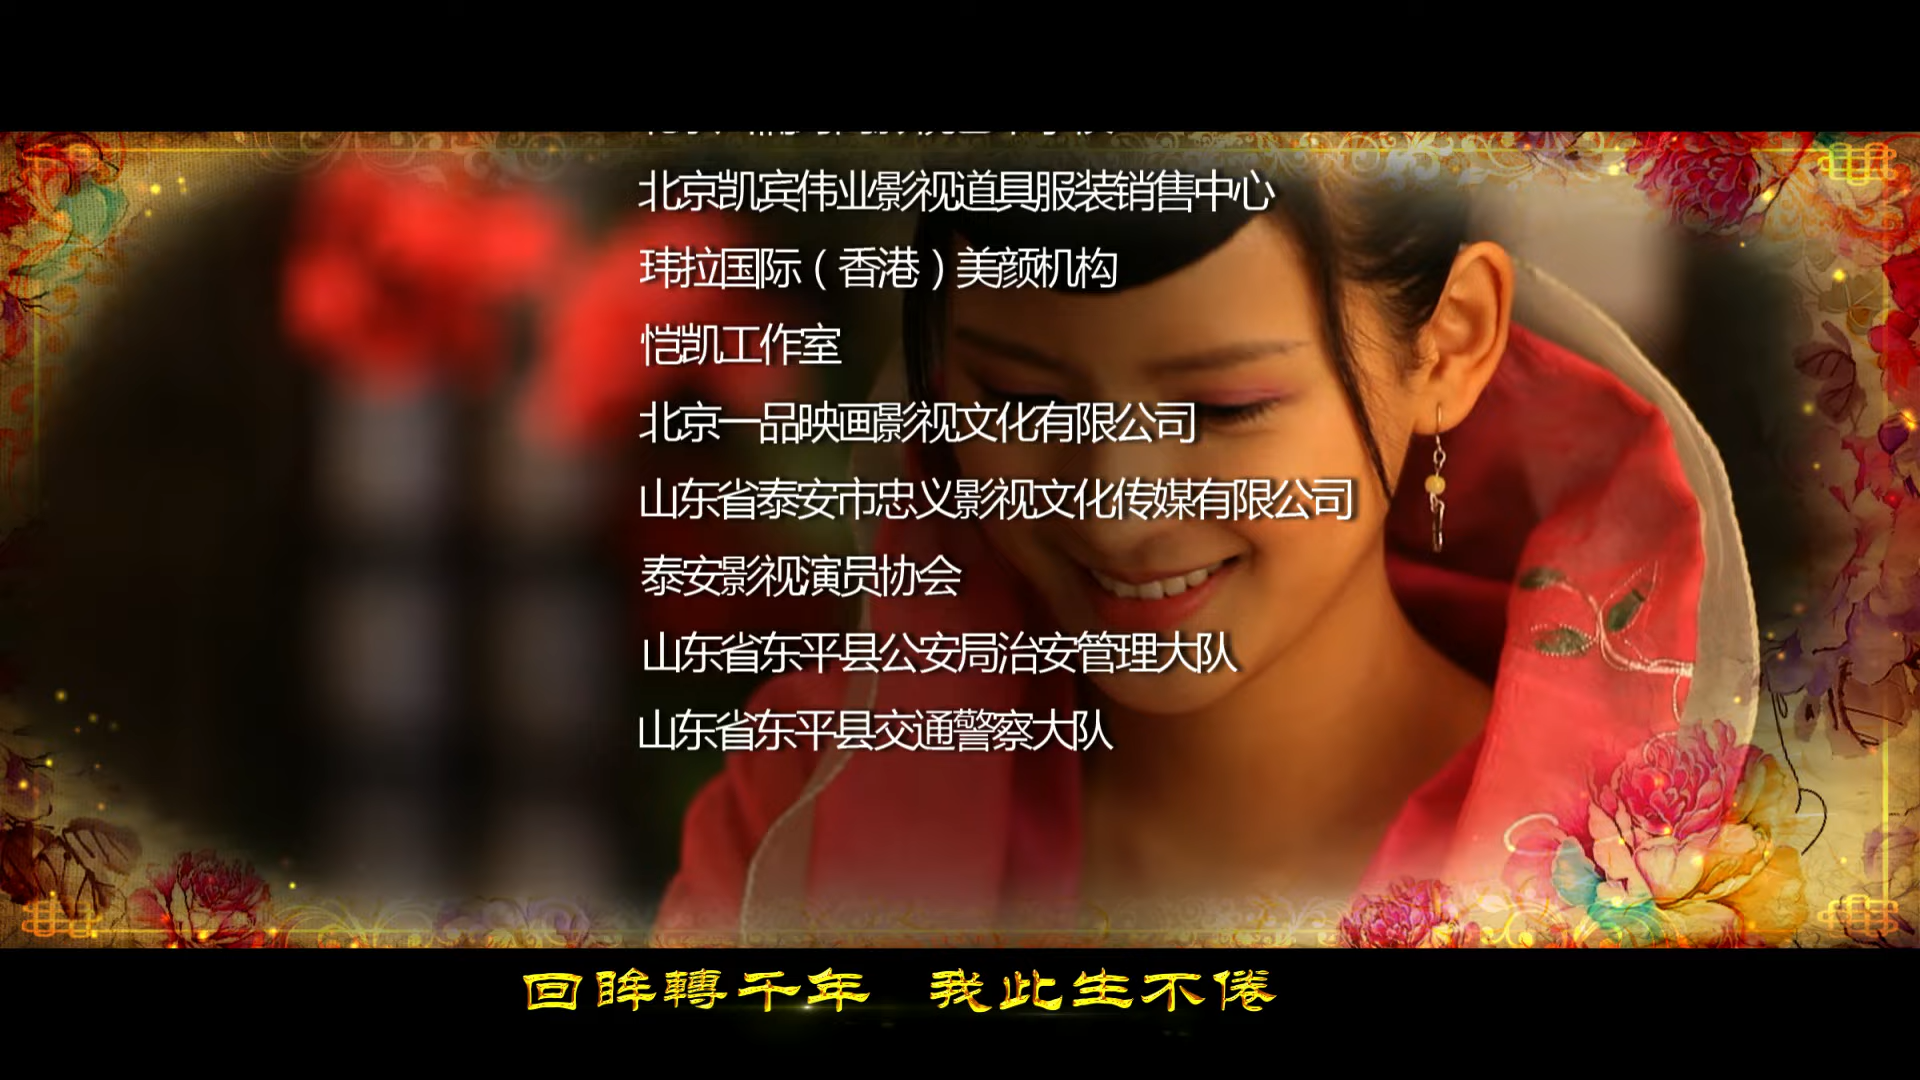 北京凯宾伟业影视道具服装销售中心
玮拉国际（香港）美颜机构
恺凯工作室
北京一品映画影视文化有限公司
山东省泰安市忠义影视文化传媒有限公司
泰安影视演员协会
山东省东平县公安局治安管理大队
山东省东平县交通警察大队
回眸轉千年 我此生不倦